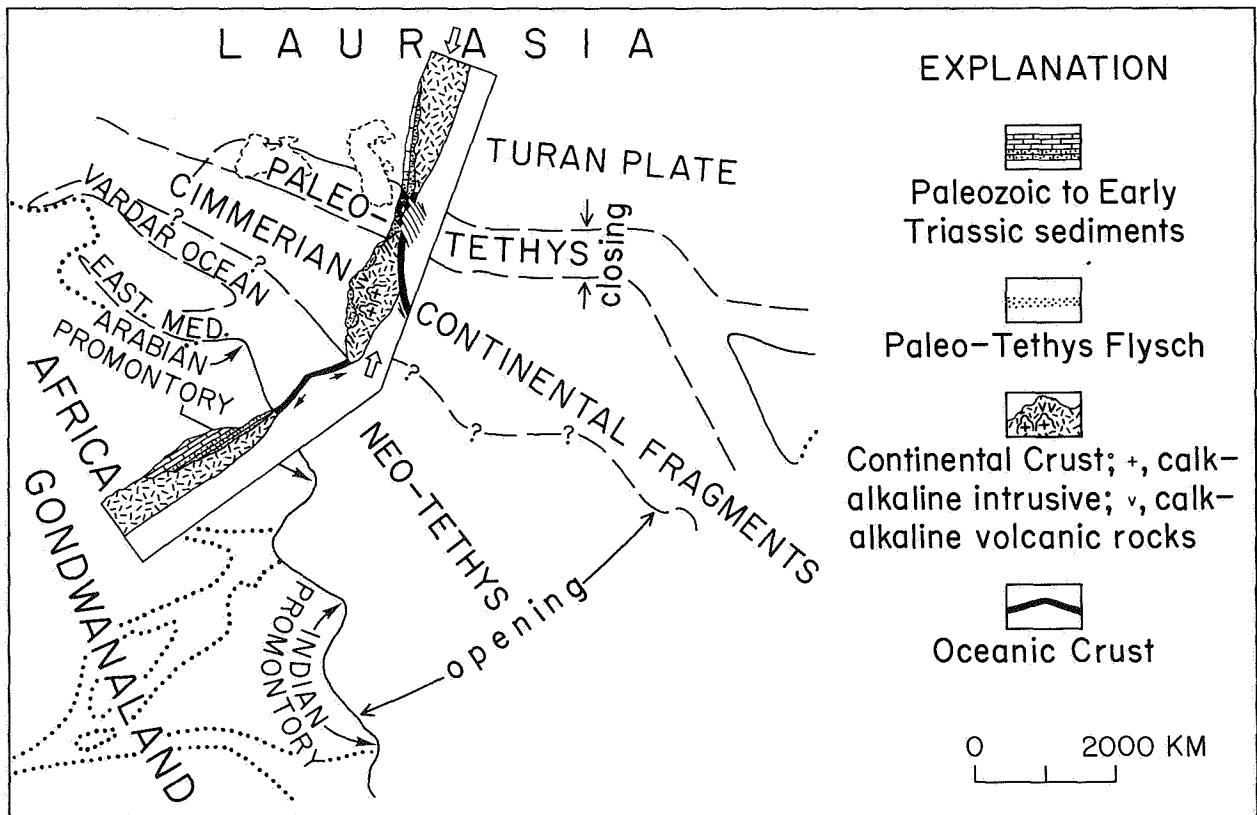 LAURASIA
TURAN PLATE
PALEO-
TETHYS
closing
CIMMERIAN
CONTINENTAL FRAGMENTS
VARDAR OCEAN
?
?
EAST. MED.
ARABIAN
PROMONTORY
AFRICA
GONDWANALAND
NEO-TETHYS
?
?
?
opening
INDIAN
PROMONTORY
EXPLANATION
Paleozoic to Early
Triassic sediments
Paleo-Tethys Flysch
Continental Crust; +, calk-
alkaline intrusive; v, calk-
alkaline volcanic rocks
Oceanic Crust
0 2000 KM